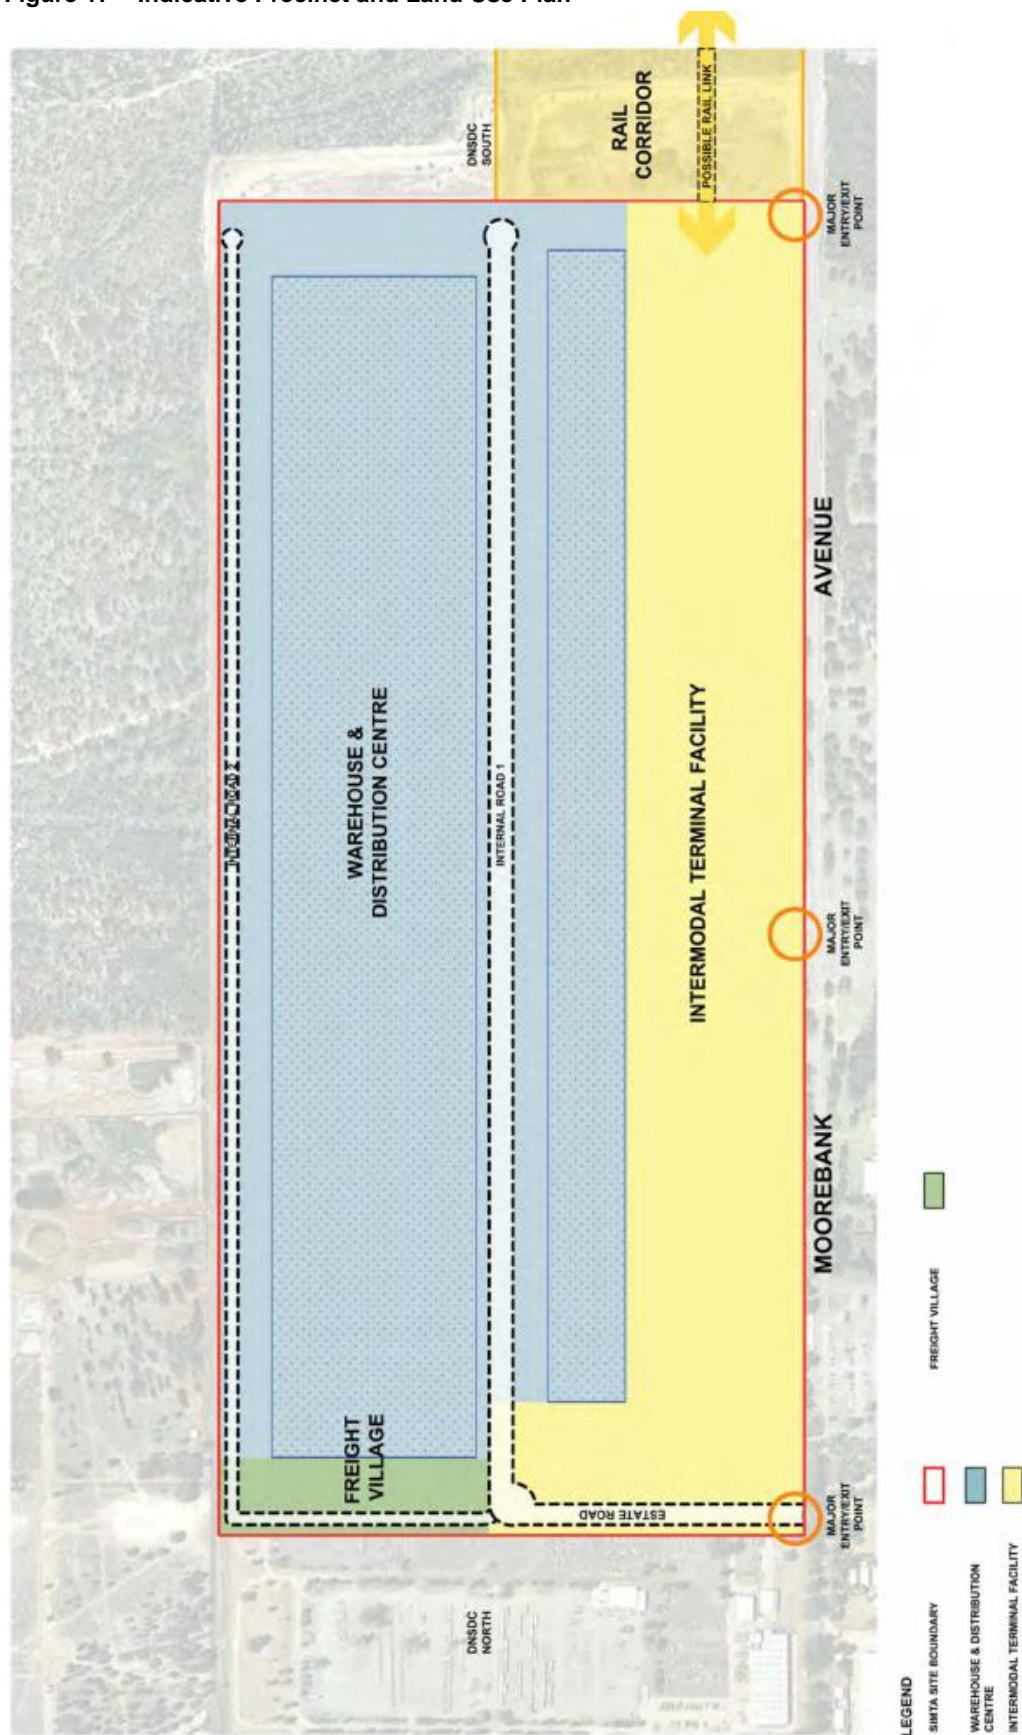 Figure 1: Indicative Precinct and Land Use Plan
DNSDC
SOUTH
RAIL
CORRIDOR
POSSIBLE RAIL LINK
MAJOR
ENTRY/EXIT
POINT
AVENUE
WAREHOUSE &
DISTRIBUTION CENTRE
INTERNAL ROAD 2
INTERNAL ROAD 1
INTERMODAL TERMINAL FACILITY
MAJOR
ENTRY/EXIT
POINT
MOOREBANK
FREIGHT
VILLAGE
ESTATE ROAD
MAJOR
ENTRY/EXIT
POINT
DNSDC
NORTH
LEGEND
SIMTA SITE BOUNDARY
WAREHOUSE & DISTRIBUTION
CENTRE
INTERMODAL TERMINAL FACILITY
FREIGHT VILLAGE